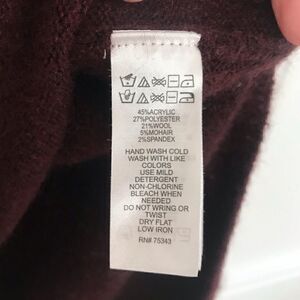 45%ACRYLIC
27%POLYESTER
21%WOOL
5%MOHAIR
2%SPANDEX
HAND WASH COLD
WASH WITH LIKE
COLORS
USE MILD
DETERGENT
NON-CHLORINE
BLEACH WHEN
NEEDED
DO NOT WRING OR
TWIST
DRY FLAT
LOW IRON
RN# 75343